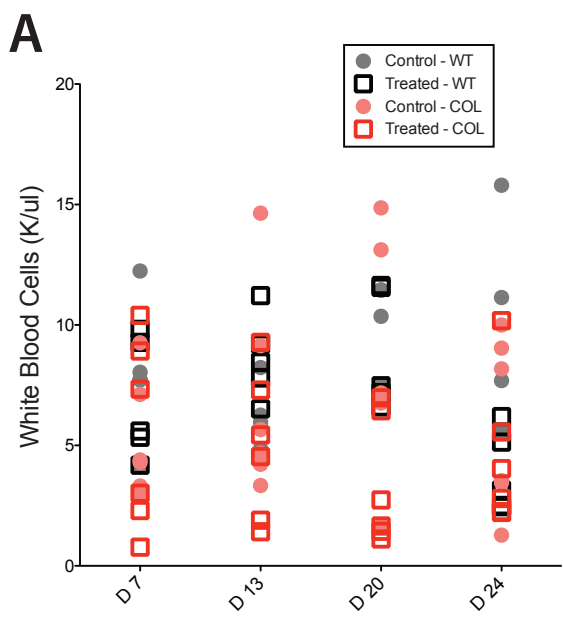 A
Control - WT
Treated - WT
Control - COL
Treated - COL
White Blood Cells (K/ul)
20
15
10
5
0
D 7
D 13
D 20
D 24